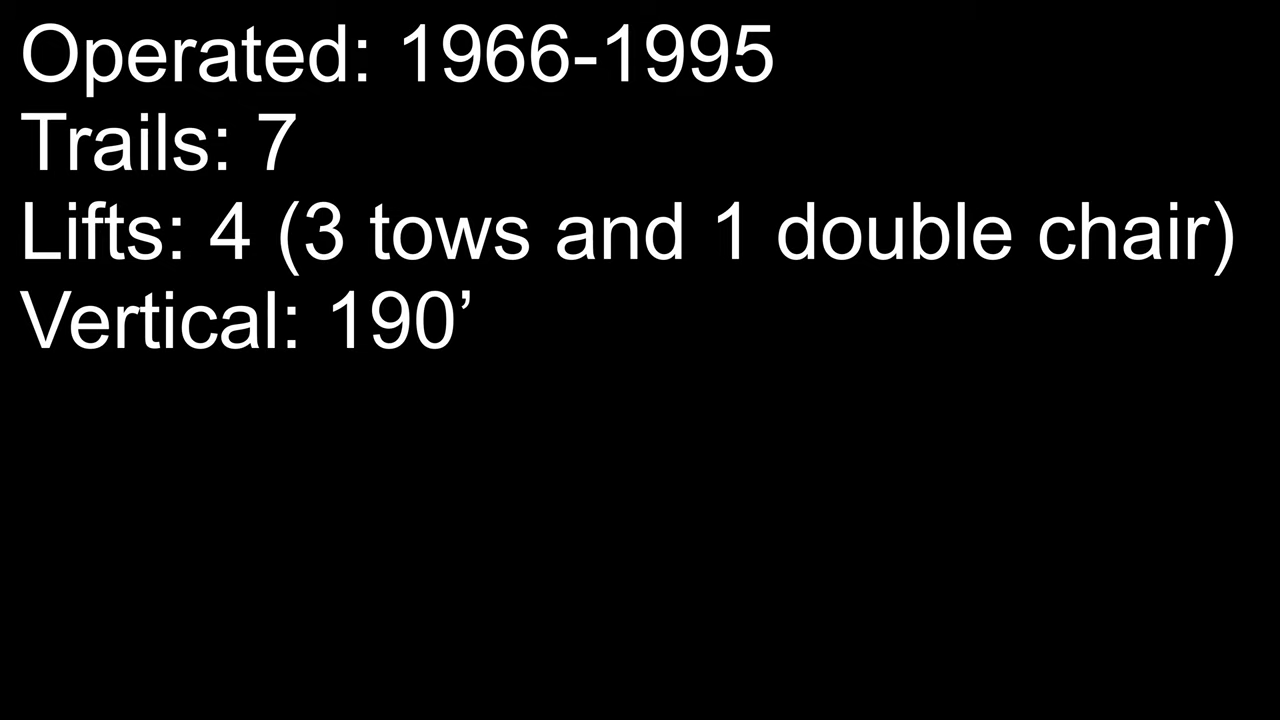 Operated: 1966-1995
Trails: 7
Lifts: 4 (3 tows and 1 double chair)
Vertical: 190’